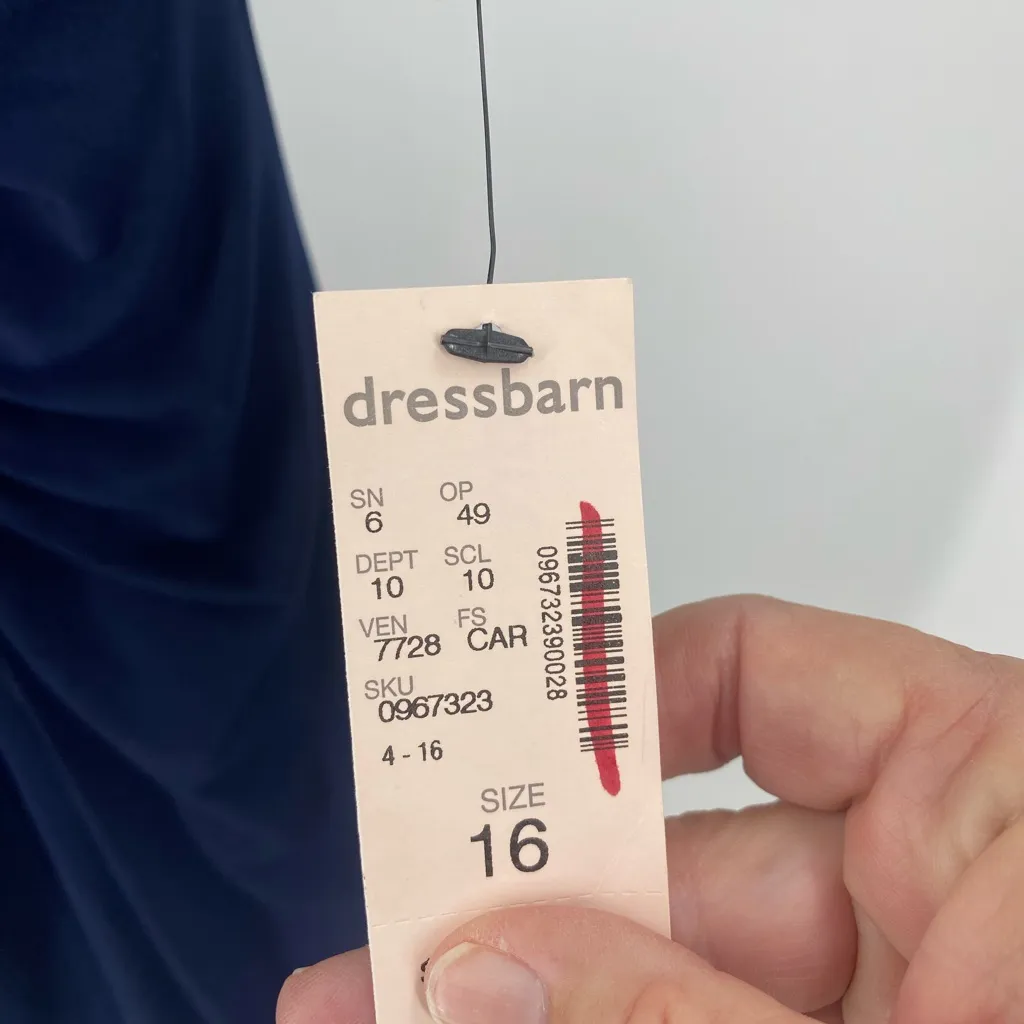 dressbarn
SN OP
6 49
DEPT SCL
10 10
VEN FS
7728 CAR
SKU
0967323
4 - 16
096732390028
SIZE
16